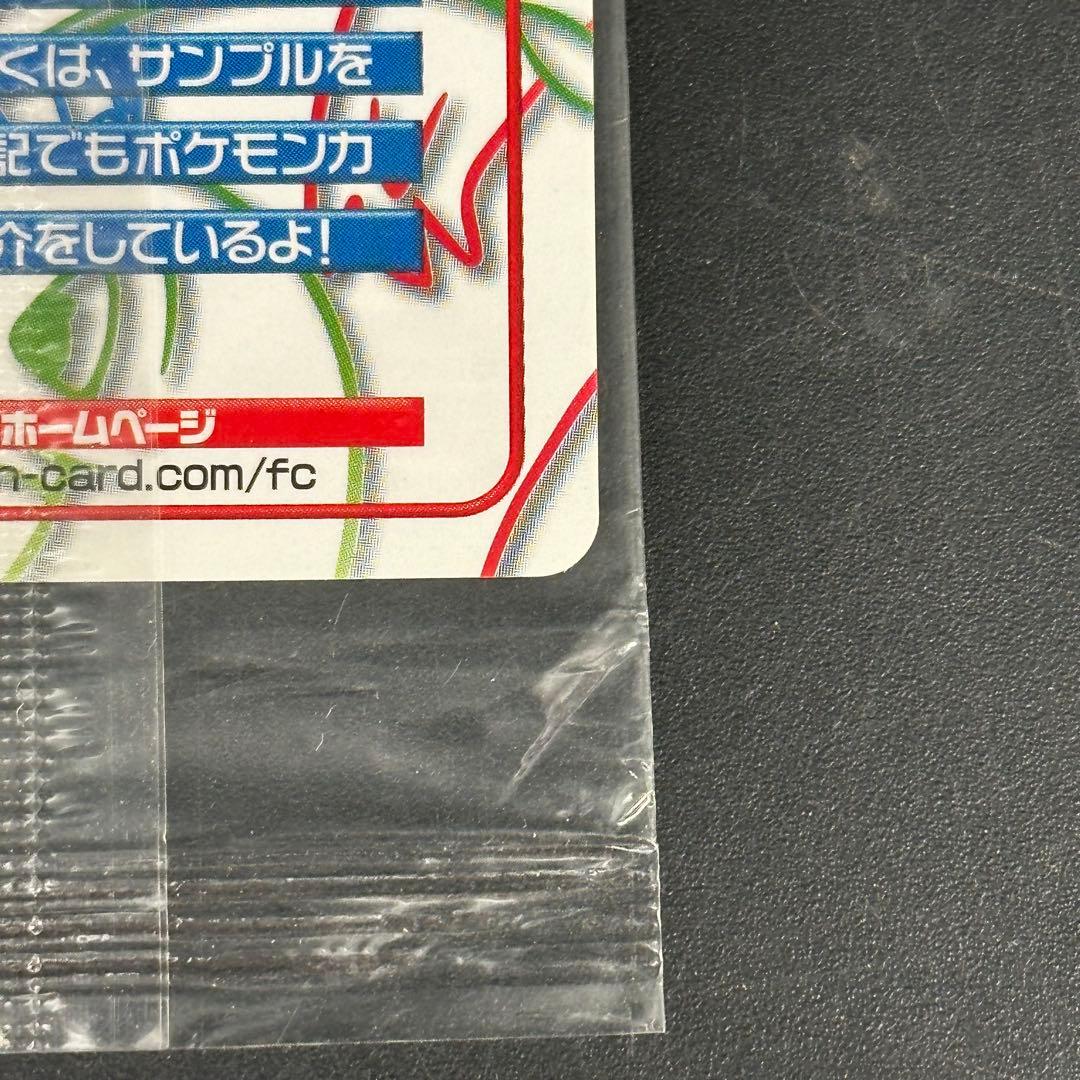 くは、サンプルを
記でもポケモンカ
介をしているよ!
ホームページ
n-card.com/fc